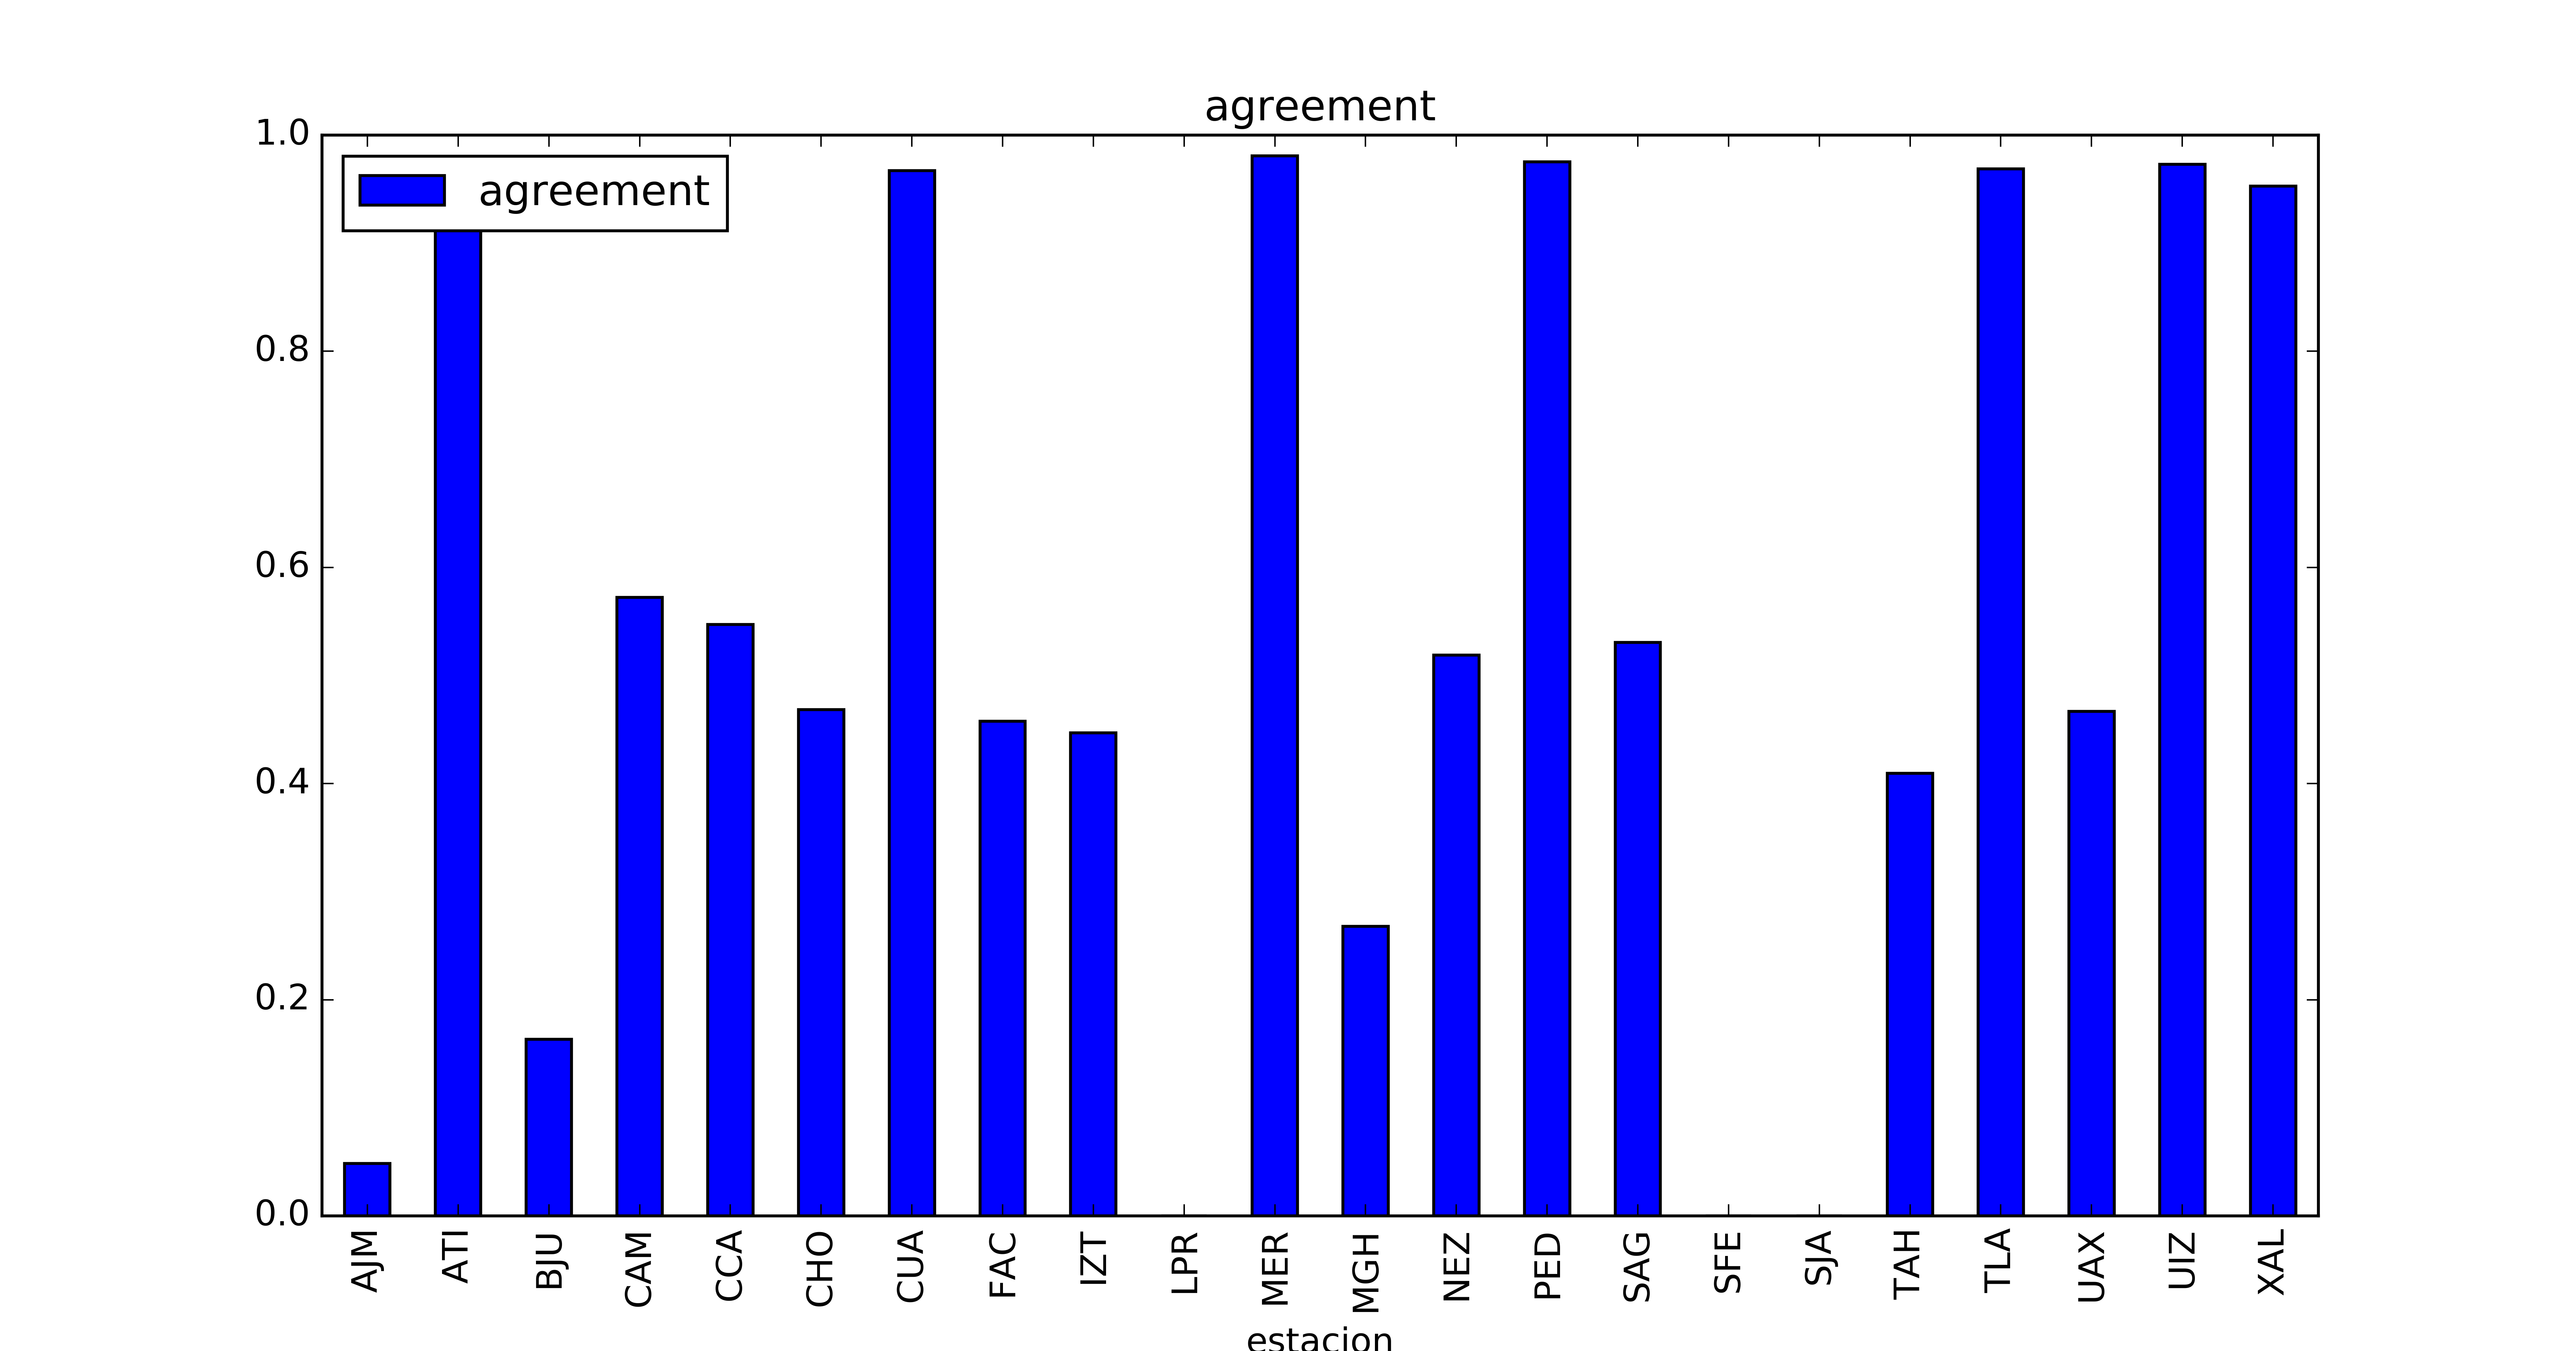 agreement
agreement
1.0
0.8
0.6
0.4
0.2
0.0
AJM
ATI
BJU
CAM
CCA
CHO
CUA
FAC
IZT
LPR
MER
MGH
NEZ
PED
SAG
SFE
SJA
TAH
TLA
UAX
UIZ
XAL
estacion